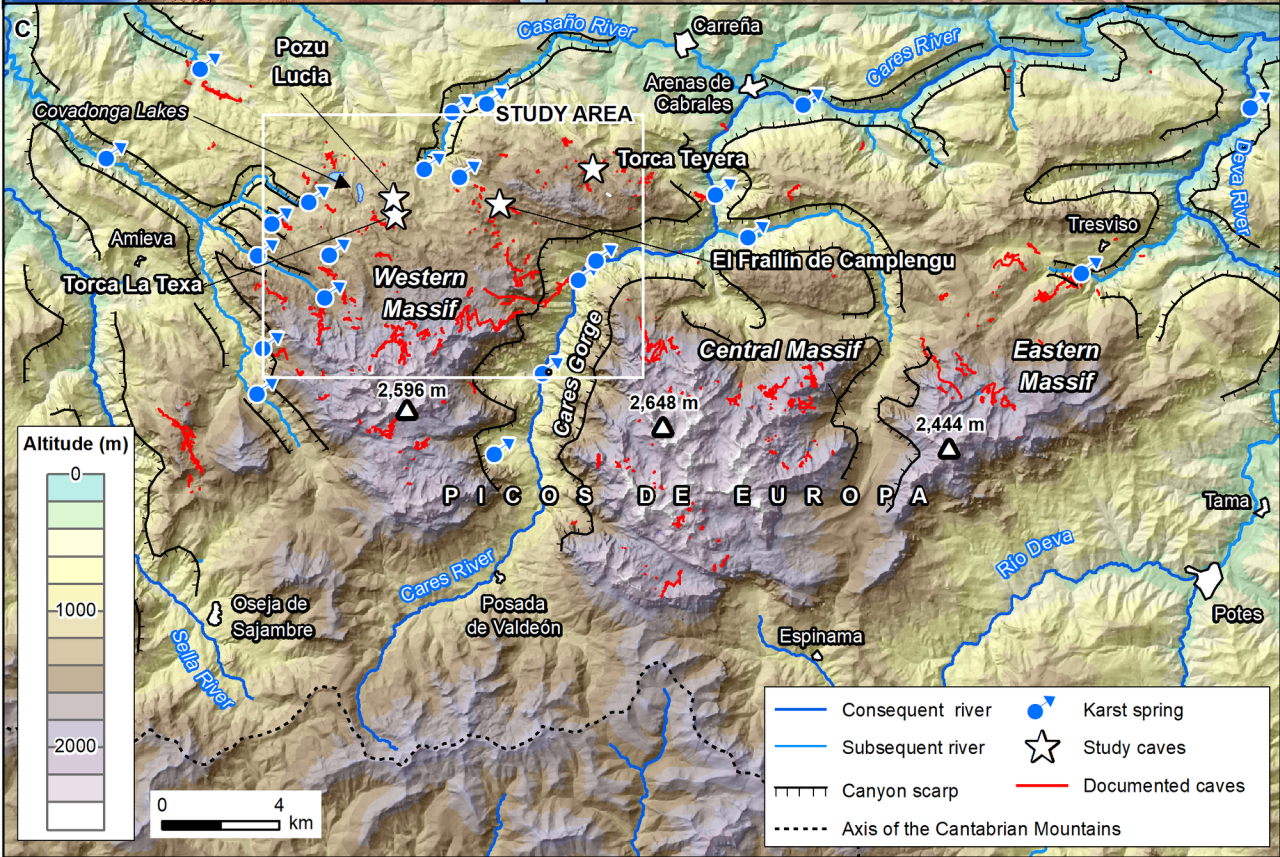 C
Casaño River
Carreña
Pozu
Lucia
Cares River
Arenas de
Cabrales
Covadonga Lakes
STUDY AREA
Torca Teyera
Deva River
Amieva
Tresviso
Torca La Texa
Western
Massif
El Frailín de Camplengu
Cares Gorge
Central Massif
Eastern
Massif
2,596 m
2,648 m
2,444 m
PICOS DE EUROPA
Tama
Altitude (m)
0
1000
2000
Cares River
Río Deva
Oseja de
Sajambre
Posada
de Valdeón
Potes
Espinama
Sella River
0 4
km
Consequent river
Subsequent river
Canyon scarp
Axis of the Cantabrian Mountains
Karst spring
Study caves
Documented caves